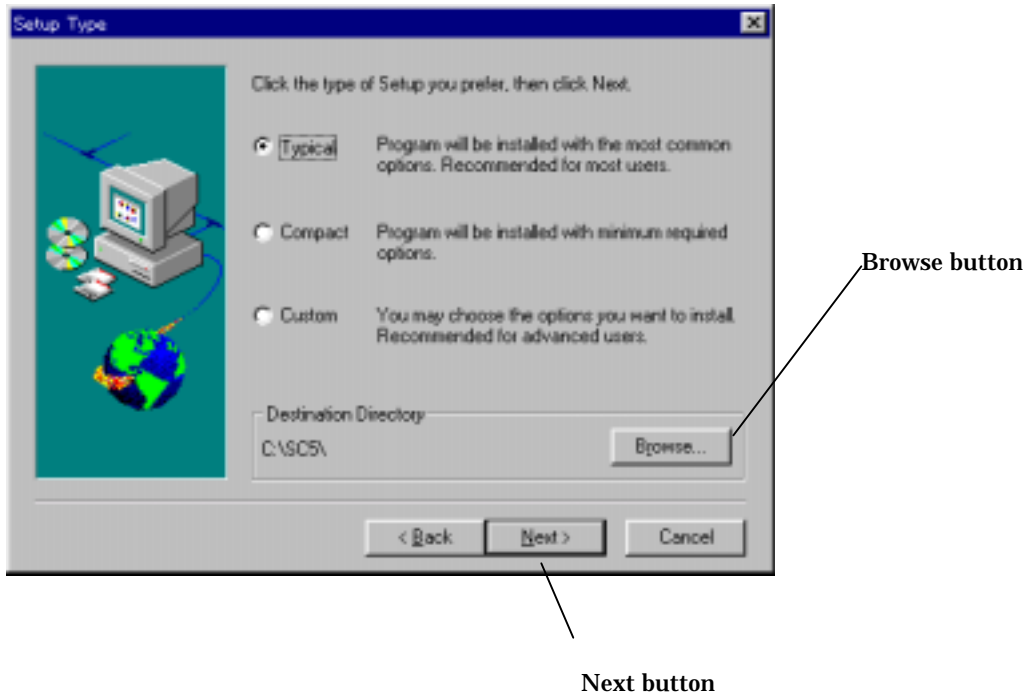 Setup Type
Click the type of Setup you prefer, then click Next.
Typical
Program will be installed with the most common
options. Recommended for most users.
Compact
Program will be installed with minimum required
options.
Custom
You may choose the options you want to install.
Recommended for advanced users.
Browse button
Destination Directory
C:\SC5\
Browse...
< Back
Next >
Cancel
Next button